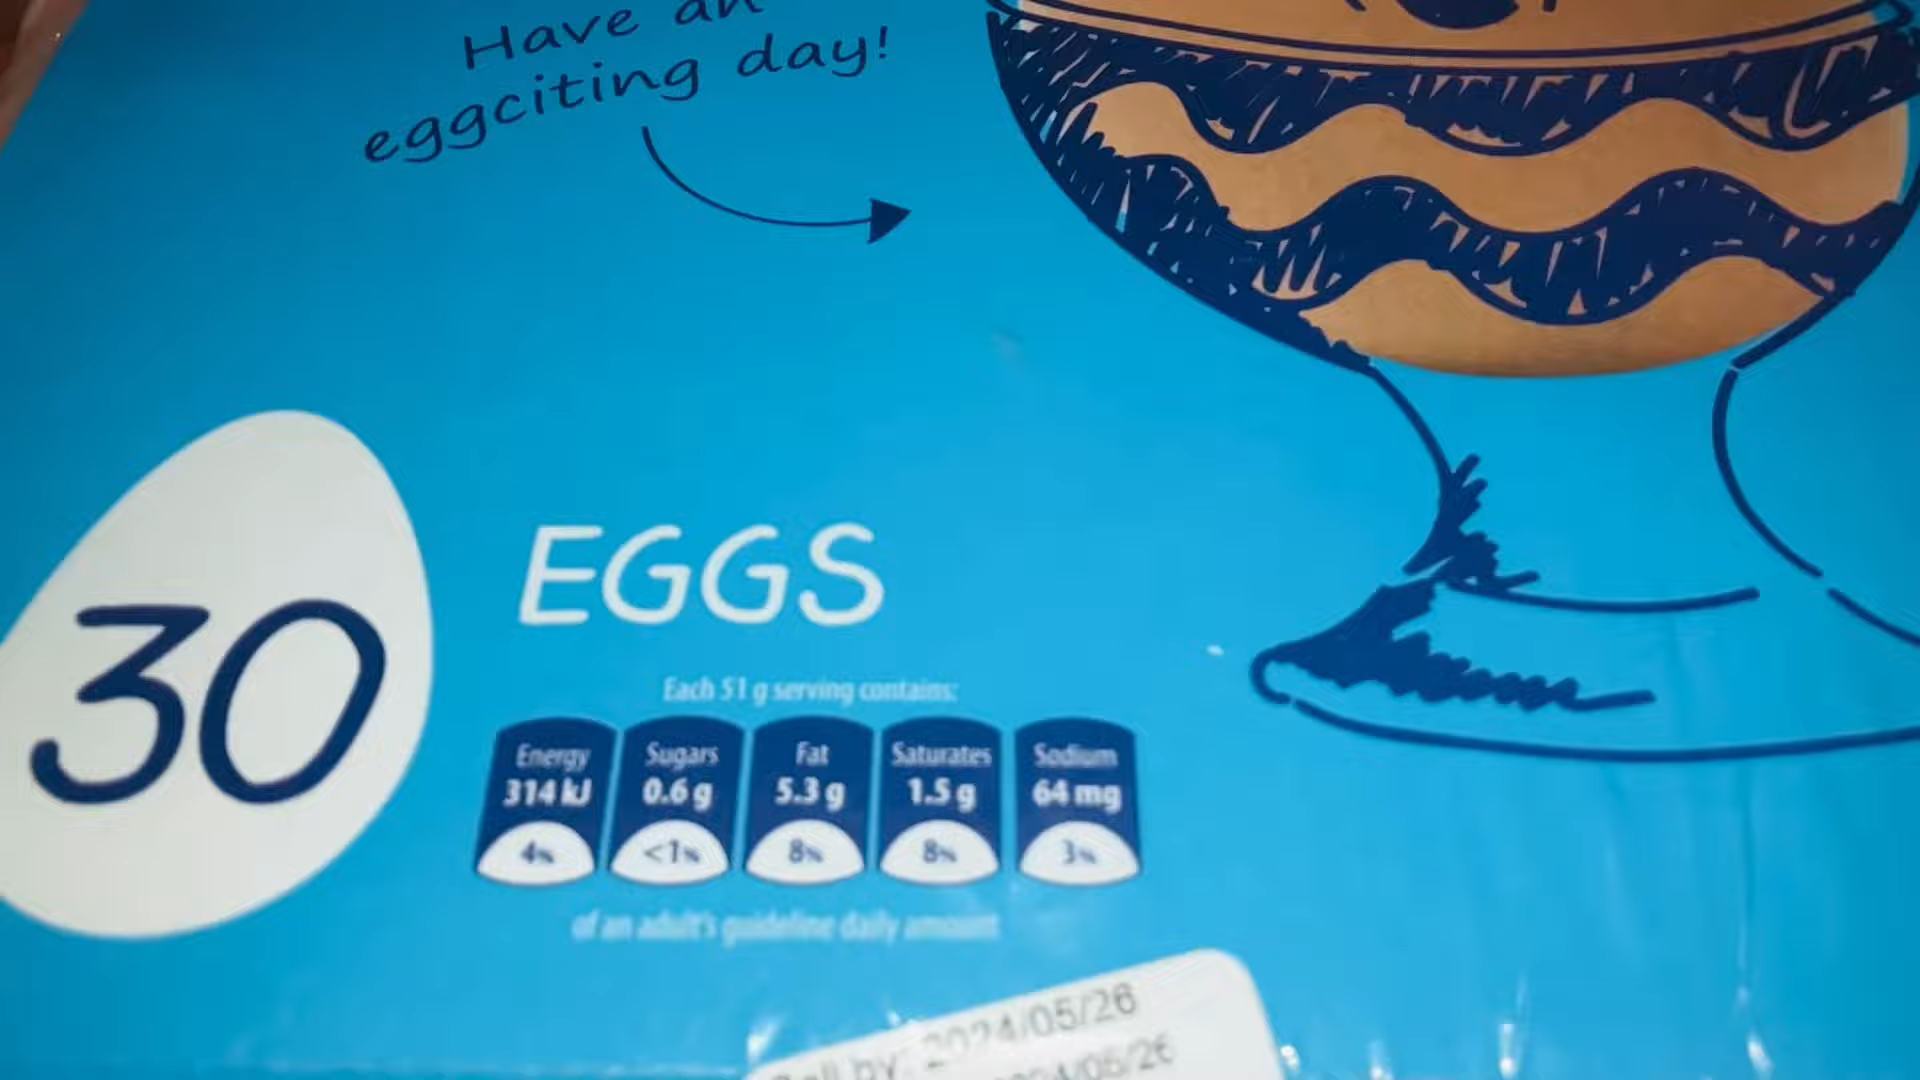 Have an
eggciting day!
30
EGGS
Each 51 g serving contains:
Energy Sugars Fat Saturates Sodium
314 kJ 0.6 g 5.3 g 1.5 g 64 mg
4% <1% 8% 8% 3%
of an adult's guideline daily amount
Sell by: 2024/05/26